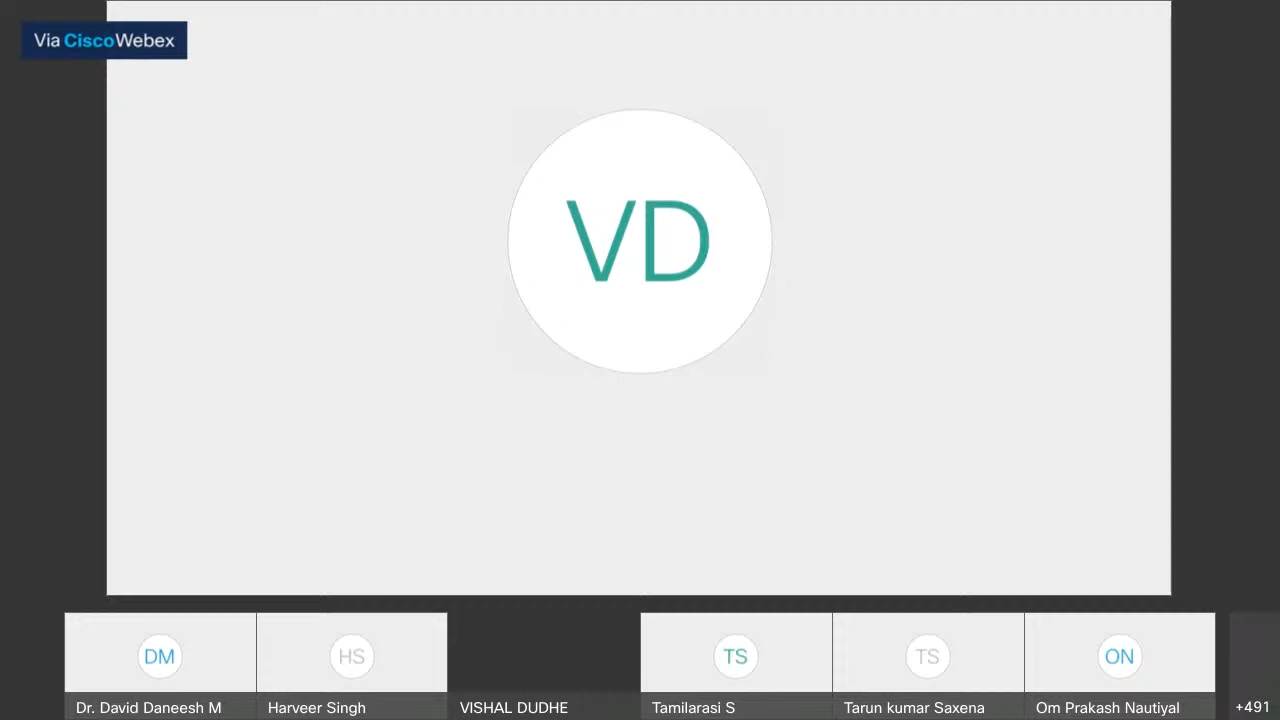 Via CiscoWebex
VD
DM
HS
TS
TS
ON
Dr. David Daneesh M
Harveer Singh
VISHAL DUDHE
Tamilarasi S
Tarun kumar Saxena
Om Prakash Nautiyal
+491